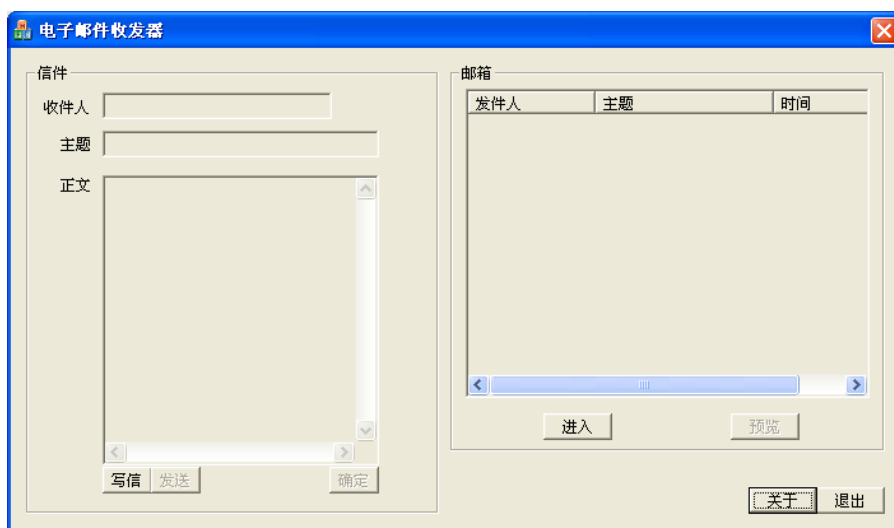 电子邮件收发器
信件
收件人
主题
正文
写信 发送 确定
邮箱
发件人 主题 时间
进入 预览
关于 退出